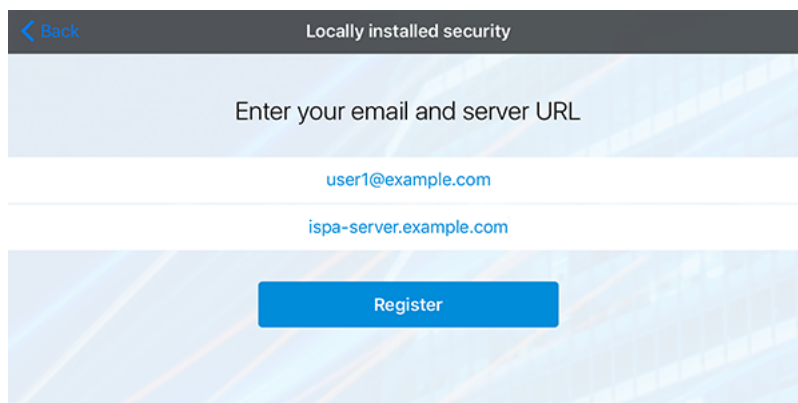 Back
Locally installed security
Enter your email and server URL
user1@example.com
ispa-server.example.com
Register